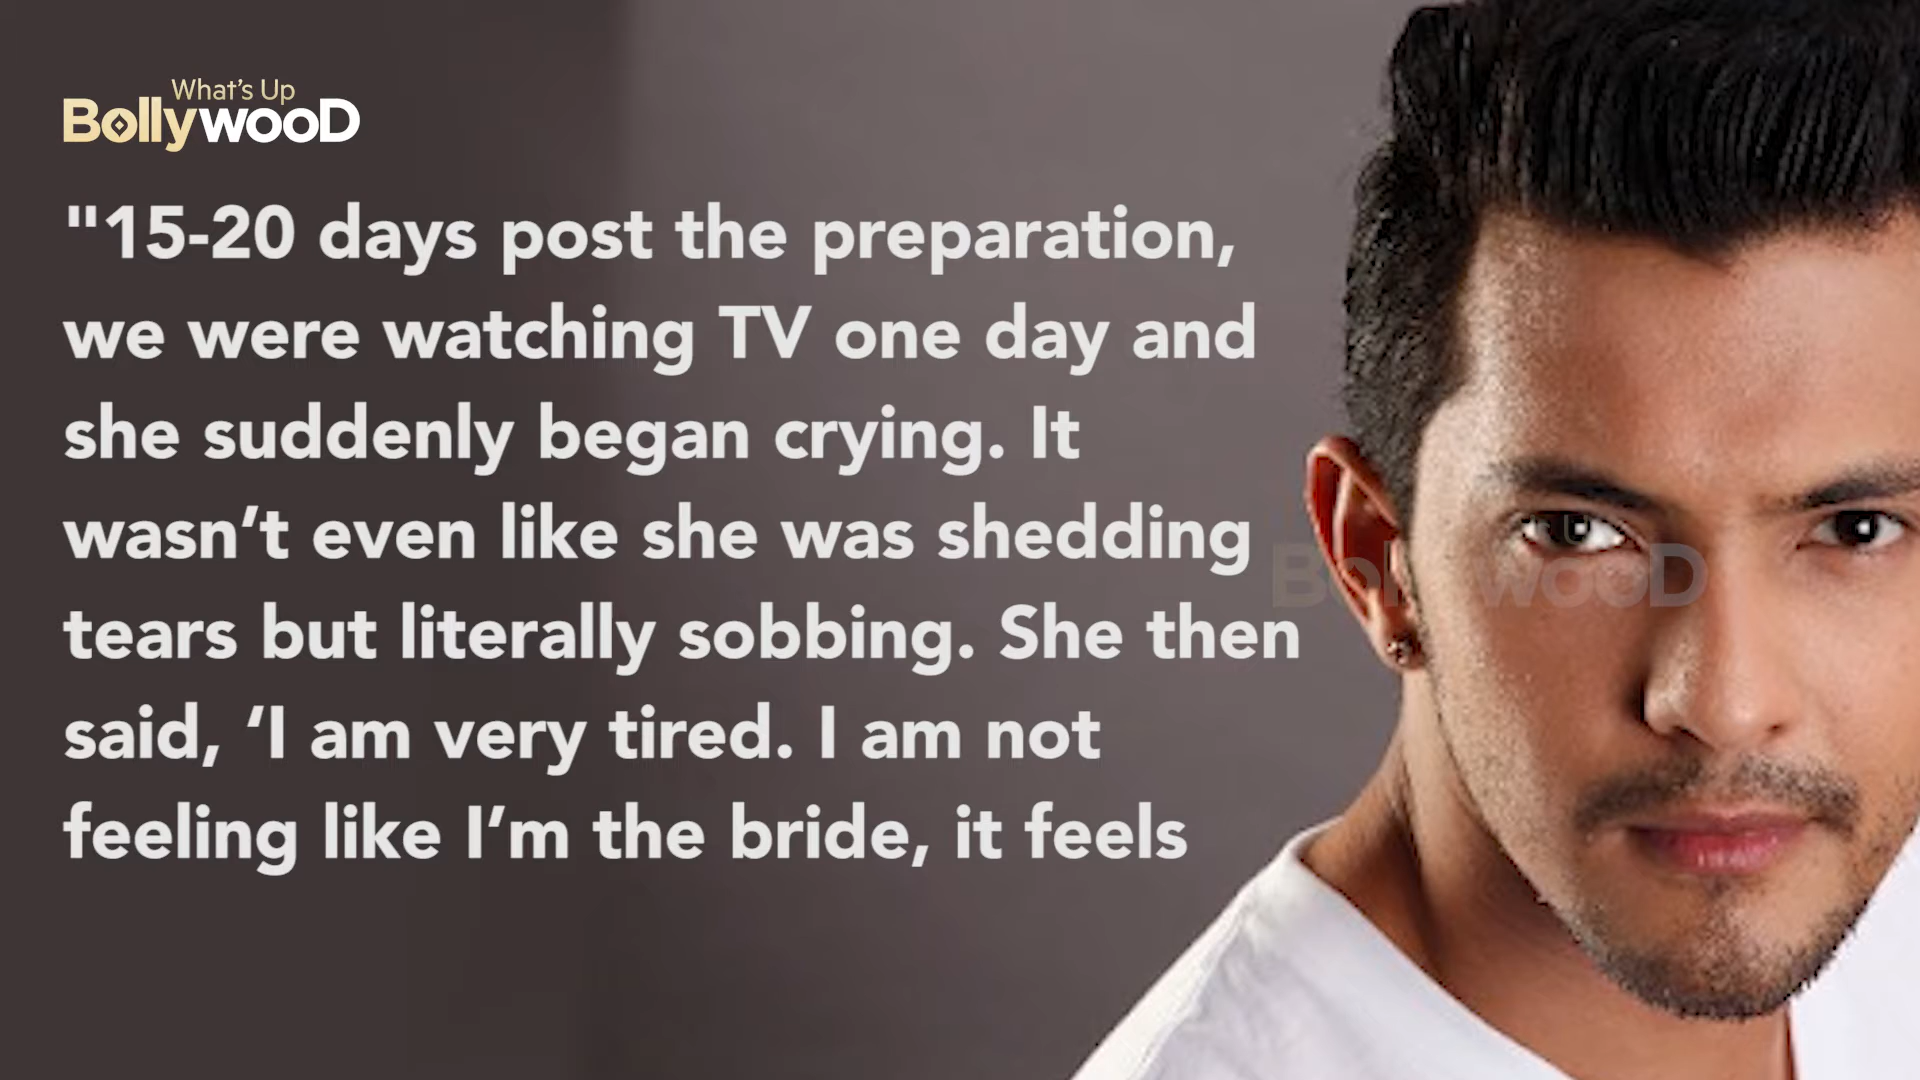 What's Up
BollywooD
"15-20 days post the preparation,
we were watching TV one day and
she suddenly began crying. It
wasn’t even like she was shedding
tears but literally sobbing. She then
said, ‘I am very tired. I am not
feeling like I’m the bride, it feels
BollywooD